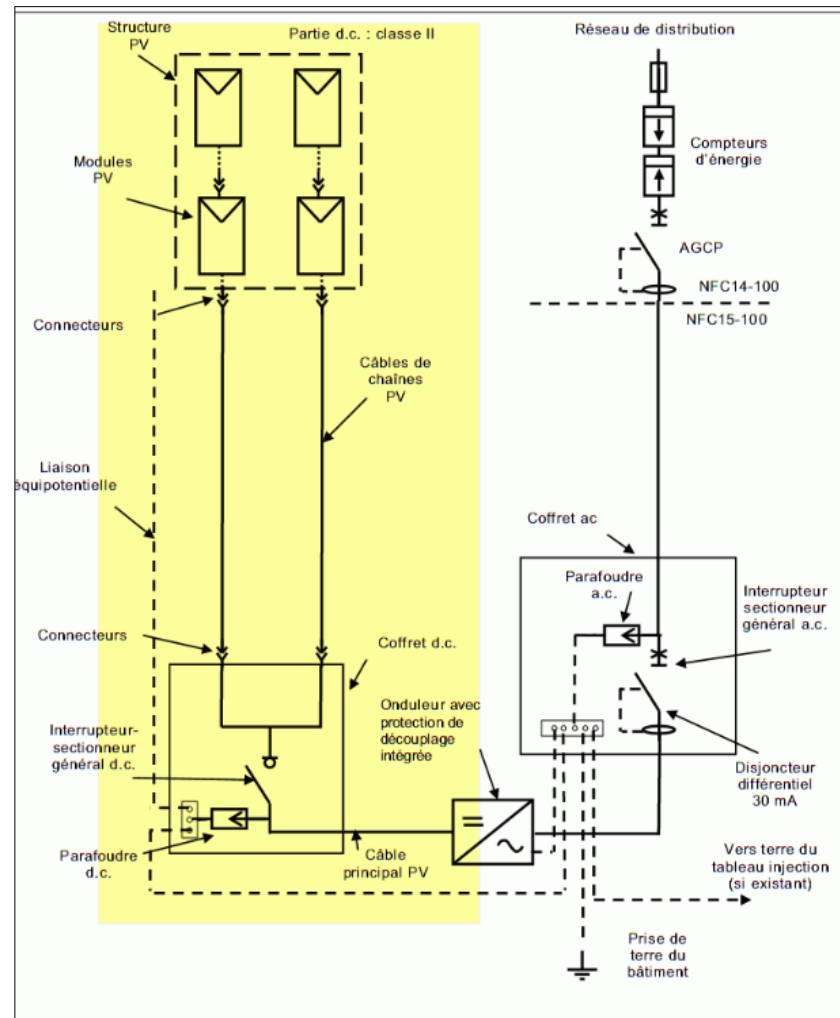 Structure
PV
Partie d.c. : classe II
Réseau de distribution
Compteurs
d'énergie
Modules
PV
AGCP
NFC14-100
NFC15-100
Connecteurs
Câbles de
chaînes
PV
Liaison
équipotentielle
Coffret ac
Parafoudre
a.c.
Interrupteur
sectionneur
général a.c.
Connecteurs
Coffret d.c.
Onduleur avec
protection de
découplage
intégrée
Interrupteur-
sectionneur
général d.c.
Disjoncteur
différentiel
30 mA
Parafoudre
d.c.
Câble
principal PV
Vers terre du
tableau injection
(si existant)
Prise de
terre du
bâtiment